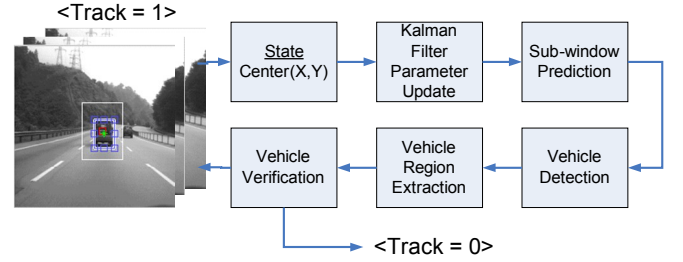 <Track = 1>
State
Center(X,Y)
Kalman
Filter
Parameter
Update
Sub-window
Prediction
Vehicle
Verification
Vehicle
Region
Extraction
Vehicle
Detection
<Track = 0>